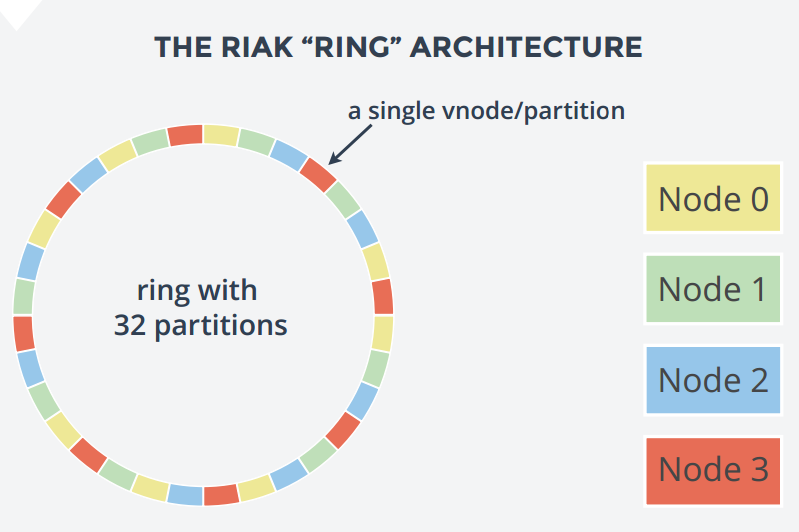 THE RIAK “RING” ARCHITECTURE
a single vnode/partition
ring with
32 partitions
Node 0
Node 1
Node 2
Node 3